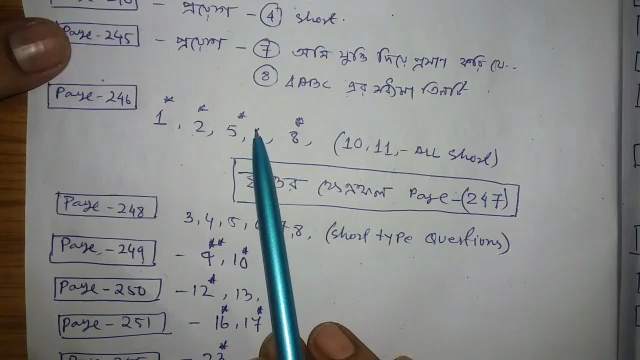 - প্রয়োগ - ④ short.
Page-245 - প্রয়োগ - ⑦ আমি যুক্তি দিয়ে প্রমাণ করি যে..
⑧ ΔABC এর মধ্যমা তিনটি
Page-246
1*, 2*, 5*, 8*, (10, 11, - ALL short)
ক্ষেত্রফল Page-(247)
Page-248 3, 4, 5, 7, 8, (short type Questions)
Page-249 - 9**, 10*
Page-250 - 12*, 13,
Page-251 - 16*, 17*